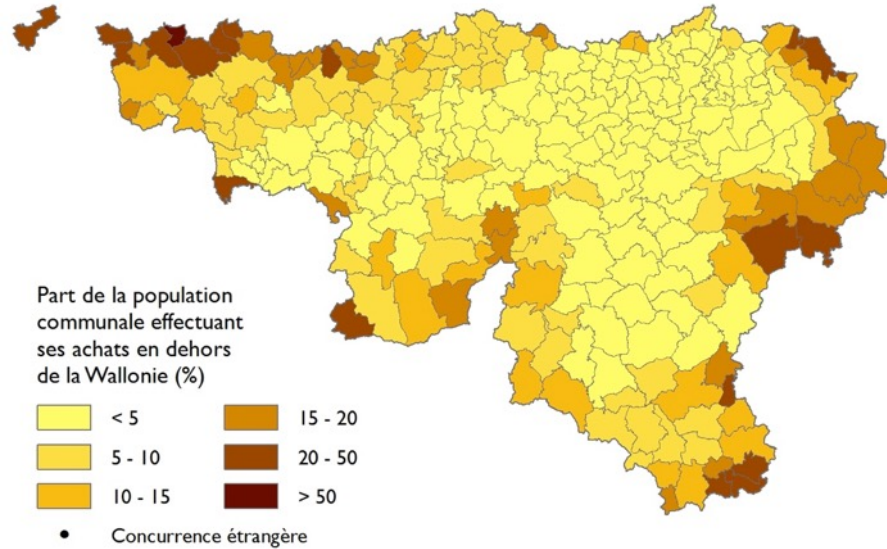 Part de la population
communale effectuant
ses achats en dehors
de la Wallonie (%)
< 5
15 - 20
5 - 10
20 - 50
10 - 15
> 50
Concurrence étrangère